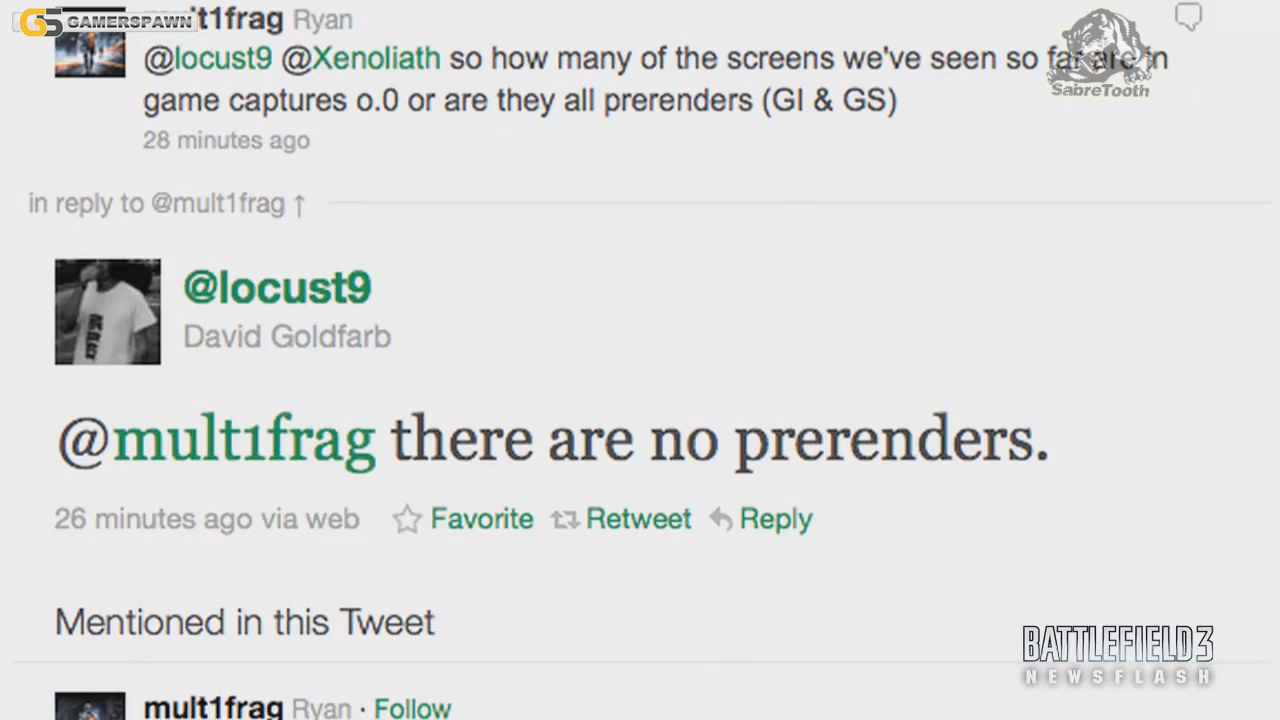 GS GAMERSPAWN
mult1frag Ryan
@locust9 @Xenoliath so how many of the screens we've seen so far are in
game captures o.0 or are they all prerenders (GI & GS)
SabreTooth
28 minutes ago
in reply to @mult1frag ↑
@locust9
David Goldfarb
@mult1frag there are no prerenders.
26 minutes ago via web Favorite Retweet Reply
Mentioned in this Tweet
BATTLEFIELD 3
NEWSFLASH
mult1frag Ryan · Follow